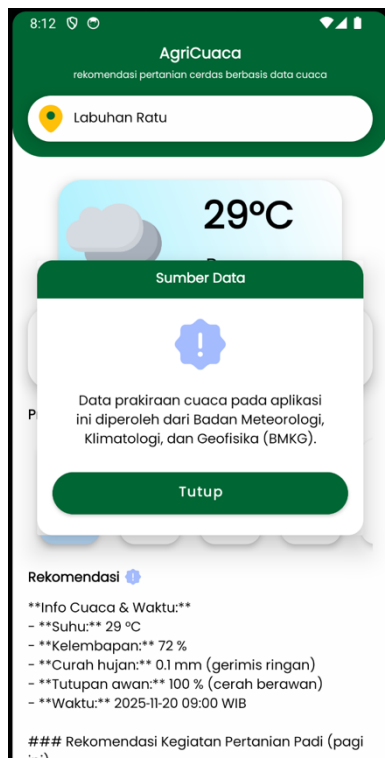 8:12
AgriCuaca
rekomendasi pertanian cerdas berbasis data cuaca
Labuhan Ratu
29°C
Sumber Data
Data prakiraan cuaca pada aplikasi
ini diperoleh dari Badan Meteorologi,
Klimatologi, dan Geofisika (BMKG).
Tutup
Rekomendasi
**Info Cuaca & Waktu:**
- **Suhu:** 29 °C
- **Kelembapan:** 72 %
- **Curah hujan:** 0.1 mm (gerimis ringan)
- **Tutupan awan:** 100 % (cerah berawan)
- **Waktu:** 2025-11-20 09:00 WIB
### Rekomendasi Kegiatan Pertanian Padi (pagi